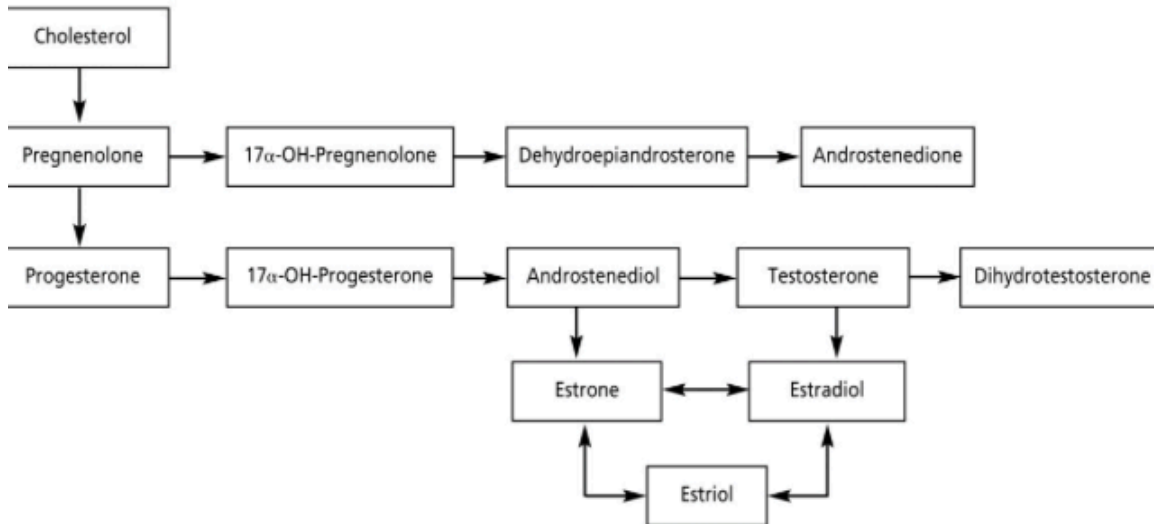 Cholesterol
Pregnenolone
17α-OH-Pregnenolone
Dehydroepiandrosterone
Androstenedione
Progesterone
17α-OH-Progesterone
Androstenediol
Testosterone
Dihydrotestosterone
Estrone
Estradiol
Estriol